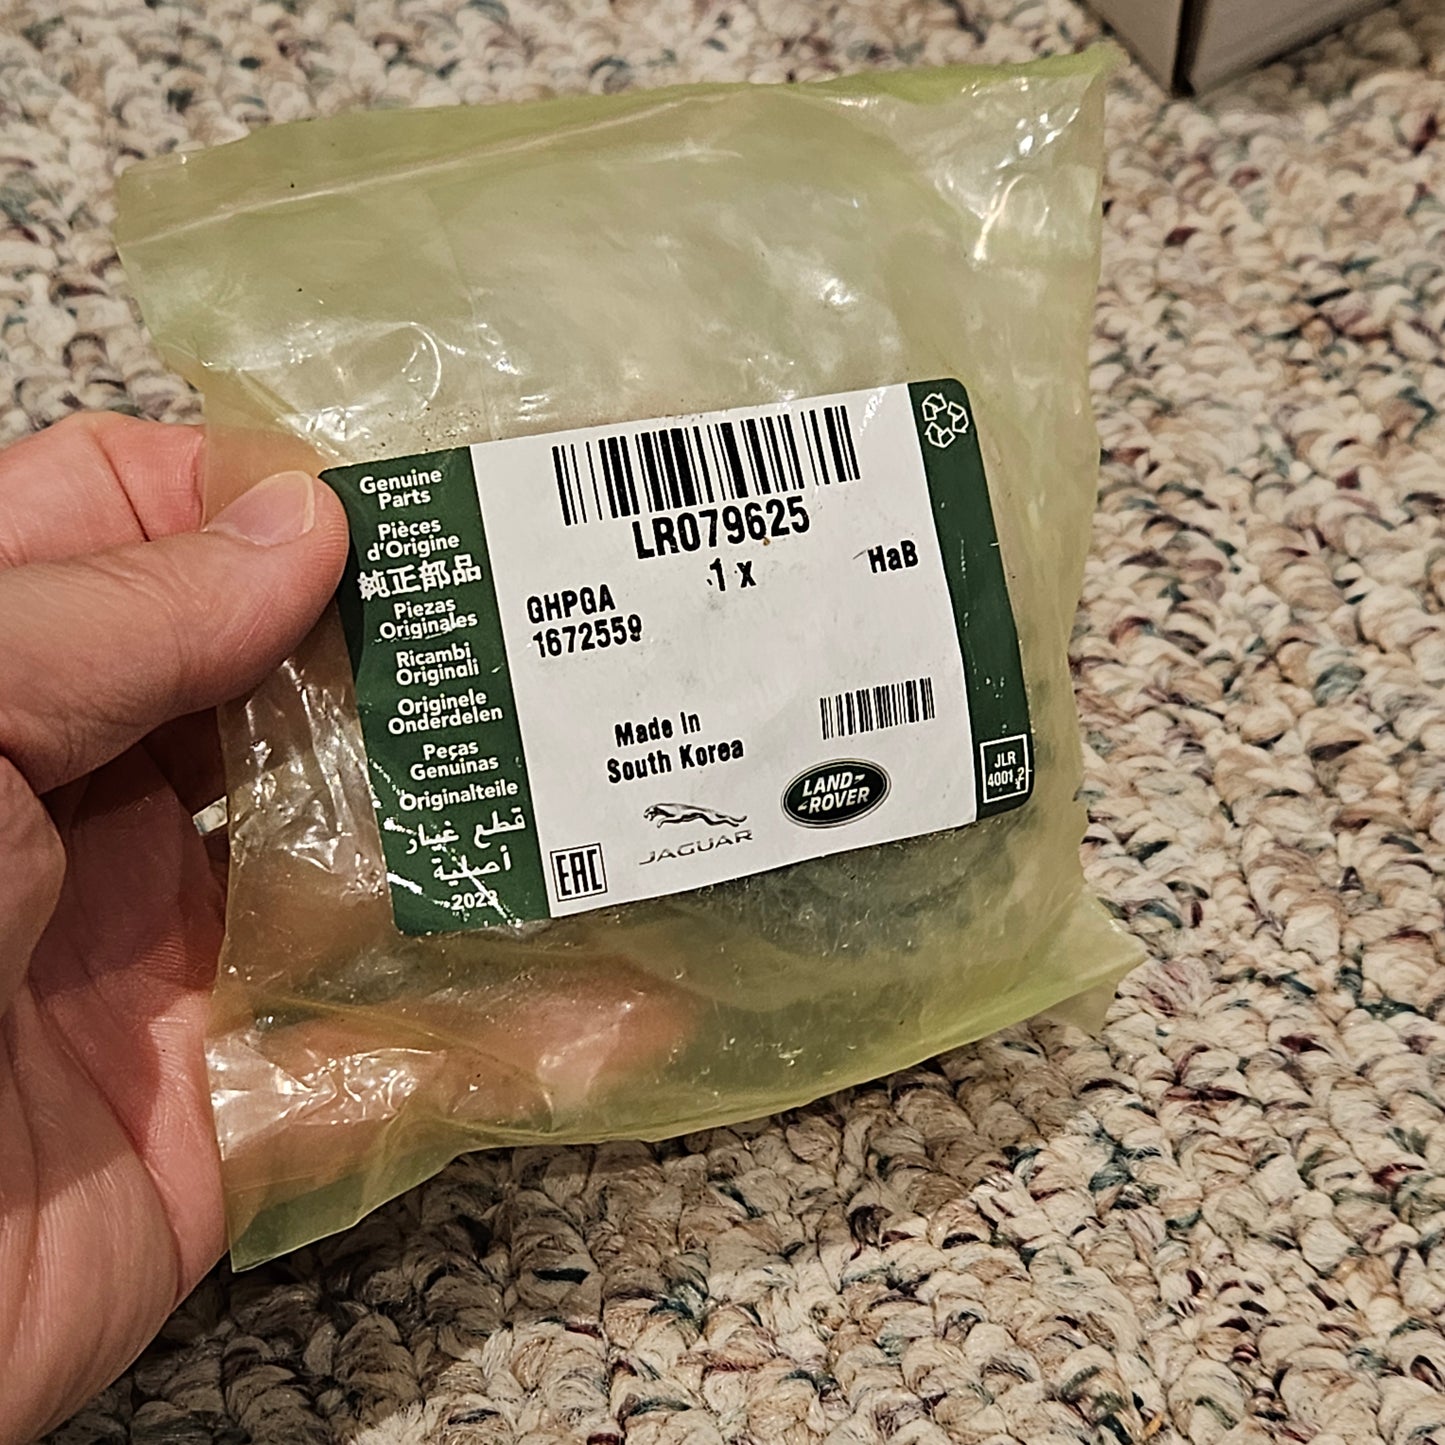 Genuine
Parts
Pièces
d'Origine
純正部品
Piezas
Originales
Ricambi
Originali
Originele
Onderdelen
Peças
Genuínas
Originalteile
قطع غيار
أصلية
LR079625
1 x
HaB
GHPGA
1672559
Made In
South Korea
EAC
JAGUAR
LAND-
-ROVER
JLR